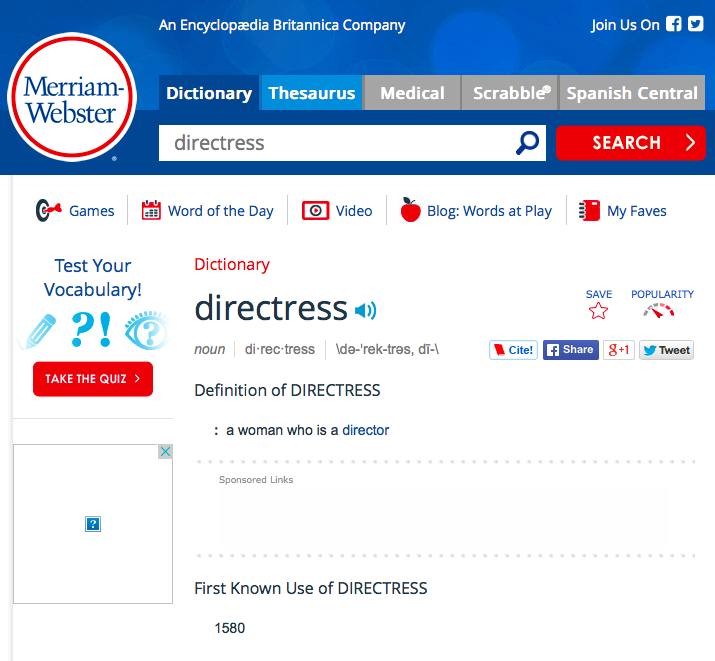 An Encyclopædia Britannica Company
Join Us On
Merriam-
Webster
®
Dictionary
Thesaurus
Medical
Scrabble®
Spanish Central
directress
SEARCH
Games
Word of the Day
Video
Blog: Words at Play
My Faves
Test Your
Vocabulary!
?!
?
TAKE THE QUIZ
Dictionary
directress
SAVE
POPULARITY
noun
di·rec·tress
\də-ˈrek-trəs, dī-\
Cite!
Share
g+1
Tweet
Definition of DIRECTRESS
: a woman who is a director
Sponsored Links
?
First Known Use of DIRECTRESS
1580